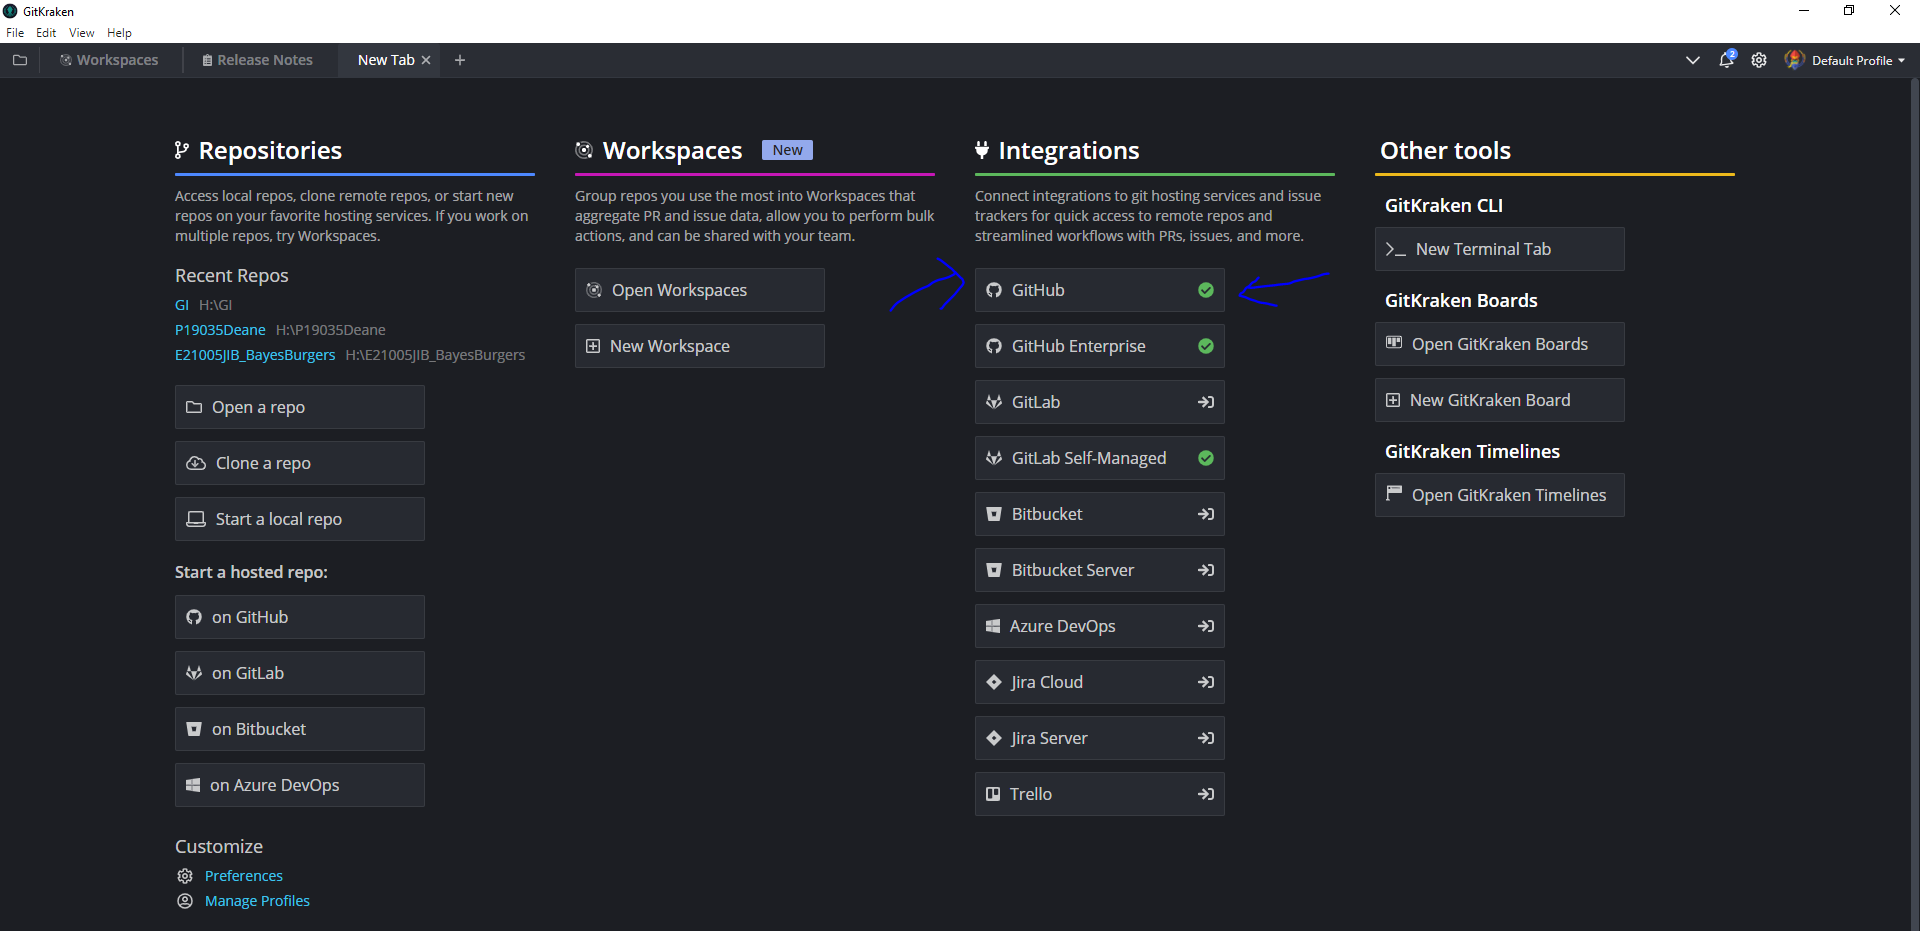 GitKraken
File Edit View Help
Workspaces Release Notes New Tab 2 Default Profile
Repositories
Access local repos, clone remote repos, or start new
repos on your favorite hosting services. If you work on
multiple repos, try Workspaces.
Recent Repos
GI H:\GI
P19035Deane H:\P19035Deane
E21005JIB_BayesBurgers H:\E21005JIB_BayesBurgers
Open a repo
Clone a repo
Start a local repo
Start a hosted repo:
on GitHub
on GitLab
on Bitbucket
on Azure DevOps
Customize
Preferences
Manage Profiles
Workspaces New
Group repos you use the most into Workspaces that
aggregate PR and issue data, allow you to perform bulk
actions, and can be shared with your team.
Open Workspaces
New Workspace
Integrations
Connect integrations to git hosting services and issue
trackers for quick access to remote repos and
streamlined workflows with PRs, issues, and more.
GitHub
GitHub Enterprise
GitLab
GitLab Self-Managed
Bitbucket
Bitbucket Server
Azure DevOps
Jira Cloud
Jira Server
Trello
Other tools
GitKraken CLI
New Terminal Tab
GitKraken Boards
Open GitKraken Boards
New GitKraken Board
GitKraken Timelines
Open GitKraken Timelines